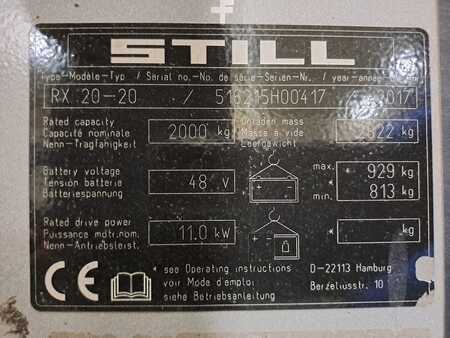 STILL
Type-Modèle-Typ / Serial no.-No. de série-Serien-Nr. / year-année
RX 20-20 / 516215H00417 2017
Rated capacity
Capacité nominale 2000 kg
Nenn-Tragfähigkeit
Unladen mass
Masse à vide kg
Leergewicht
Battery voltage
Tension batterie 48 V
Batteriespannung
max. 929 kg
min. 813 kg
Rated drive power
Puissance motr.nom. 11.0 kW
Nenn-Antriebsleist.
* kg
CE
* see Operating instructions
voir Mode d'emploi
siehe Betriebsanleitung
D-22113 Hamburg
Berzeliusstr. 10